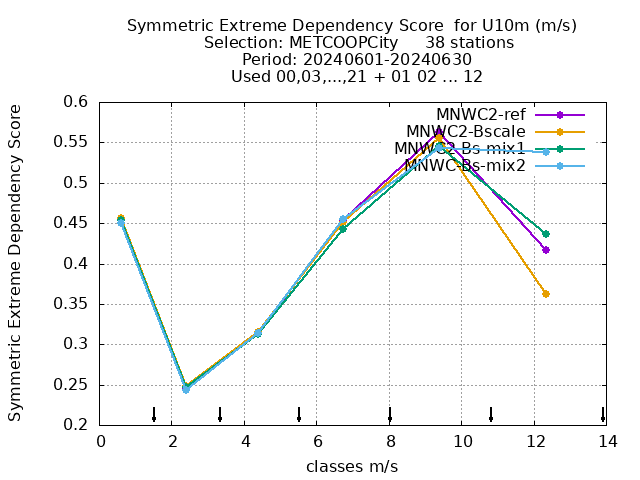 Symmetric Extreme Dependency Score for U10m (m/s)
Selection: METCOOPCity 38 stations
Period: 20240601-20240630
Used 00,03,...,21 + 01 02 ... 12
Symmetric Extreme Dependency Score
0.6
0.55
0.5
0.45
0.4
0.35
0.3
0.25
0.2
MNWC2-ref
MNWC2-Bscale
MNWC2-Bs-mix1
MNWC-Bs-mix2
0 2 4 6 8 10 12 14
classes m/s